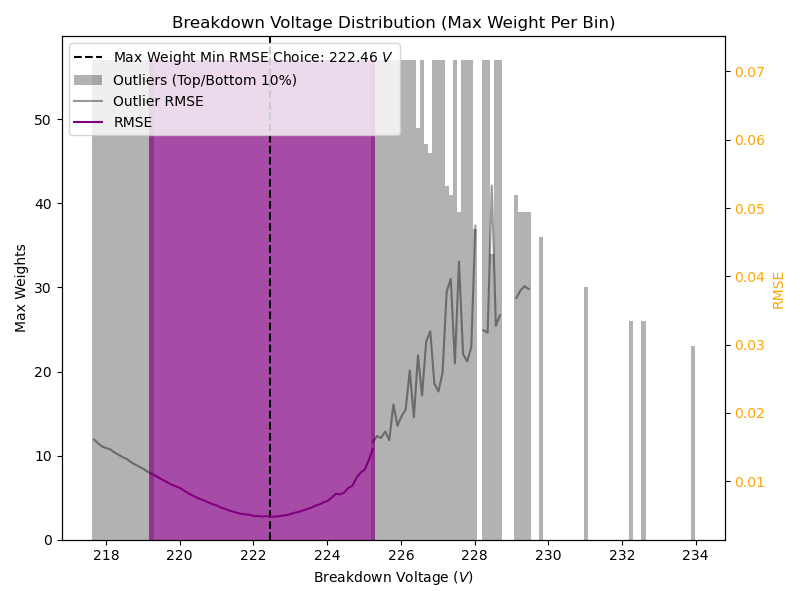 Breakdown Voltage Distribution (Max Weight Per Bin)
Max Weight Min RMSE Choice: 222.46 V
Outliers (Top/Bottom 10%)
Outlier RMSE
RMSE
Max Weights
50
40
30
20
10
0
0.07
0.06
0.05
0.04
0.03
0.02
0.01
RMSE
218 220 222 224 226 228 230 232 234
Breakdown Voltage (V)